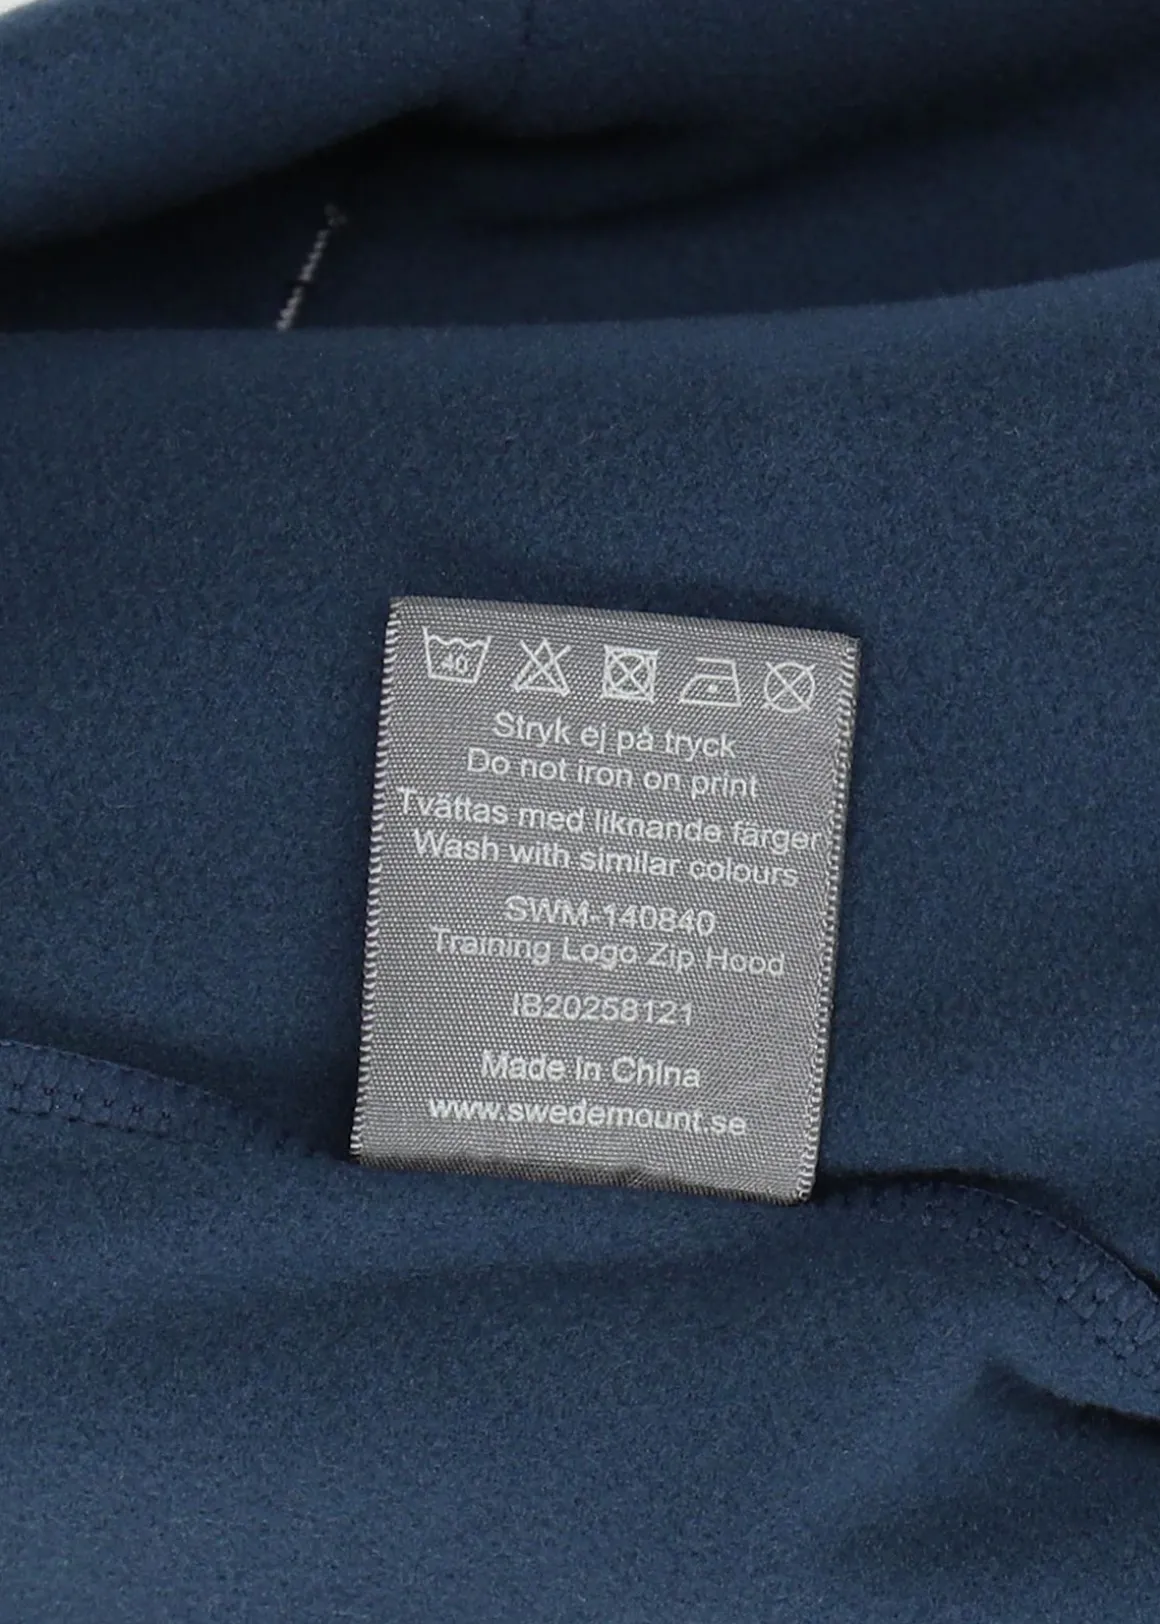 40
Stryk ej på tryck
Do not iron on print
Tvättas med liknande färger
Wash with similar colours
SWM-140840
Training Logo Zip Hood
IB20258121
Made in China
www.swedemount.se